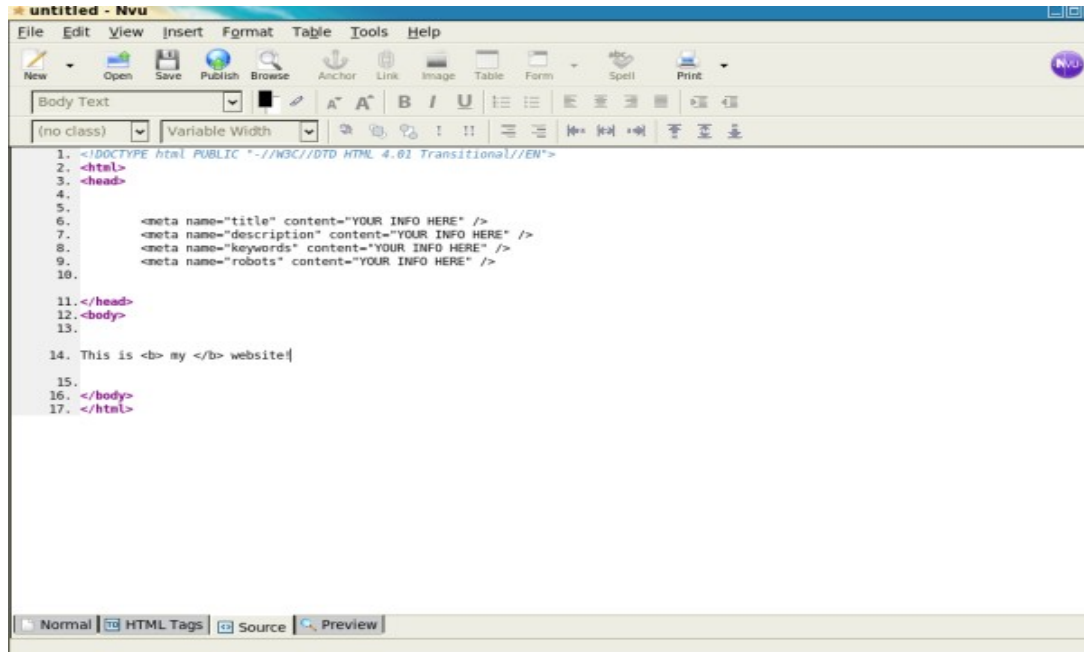 untitled - Nvu
File Edit View Insert Format Table Tools Help
New Open Save Publish Browse Anchor Link Image Table Form Spell Print Nvu
Body Text A A B I U
(no class) Variable Width ! !!
1. <!DOCTYPE html PUBLIC "-//W3C//DTD HTML 4.01 Transitional//EN">
2. <html>
3. <head>
4.
5.
6. <meta name="title" content="YOUR INFO HERE" />
7. <meta name="description" content="YOUR INFO HERE" />
8. <meta name="keywords" content="YOUR INFO HERE" />
9. <meta name="robots" content="YOUR INFO HERE" />
10.
11. </head>
12. <body>
13.
14. This is <b> my </b> website!
15.
16. </body>
17. </html>
Normal TD HTML Tags Source Preview